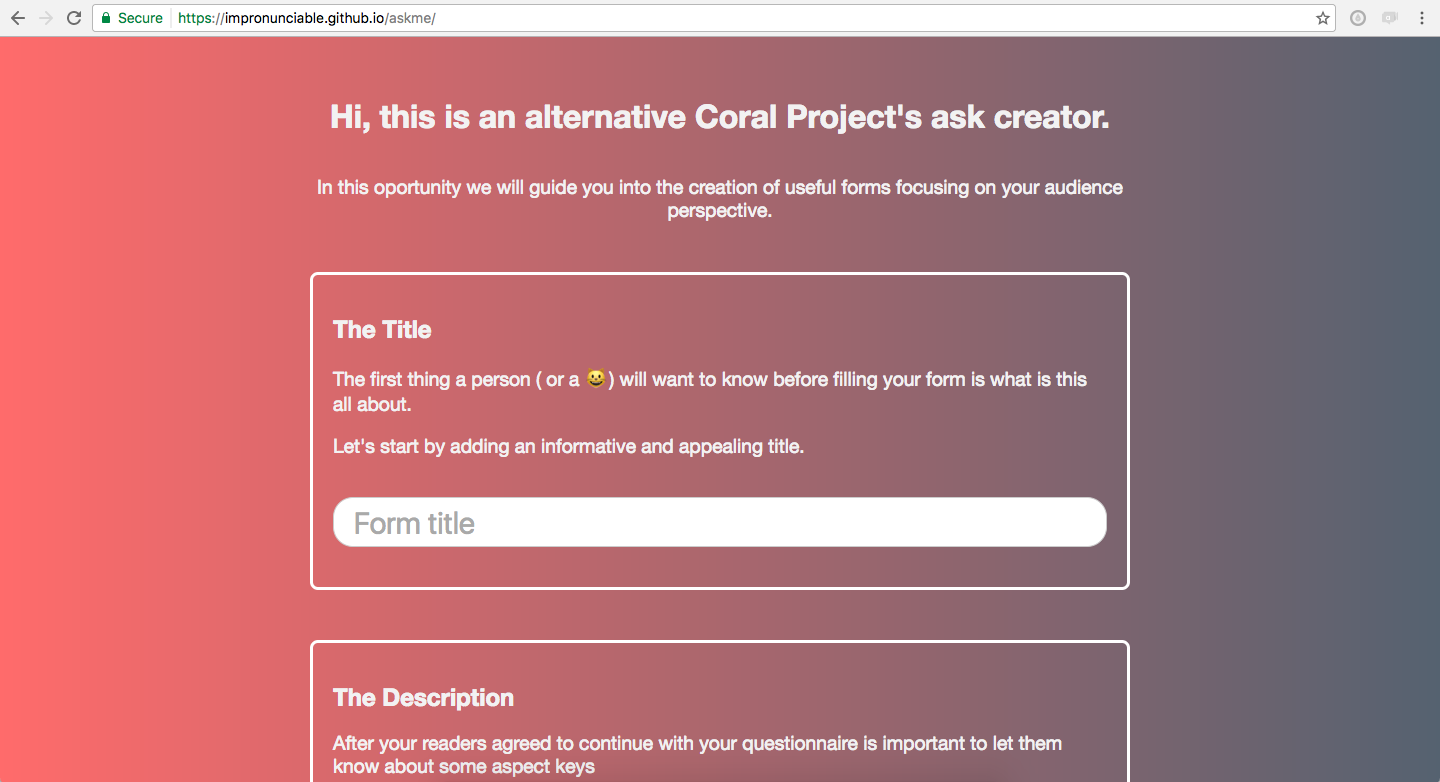 Secure https://impronunciable.github.io/askme/
Hi, this is an alternative Coral Project's ask creator.
In this oportunity we will guide you into the creation of useful forms focusing on your audience
perspective.
The Title
The first thing a person ( or a 😀) will want to know before filling your form is what is this
all about.
Let's start by adding an informative and appealing title.
Form title
The Description
After your readers agreed to continue with your questionnaire is important to let them
know about some aspect keys